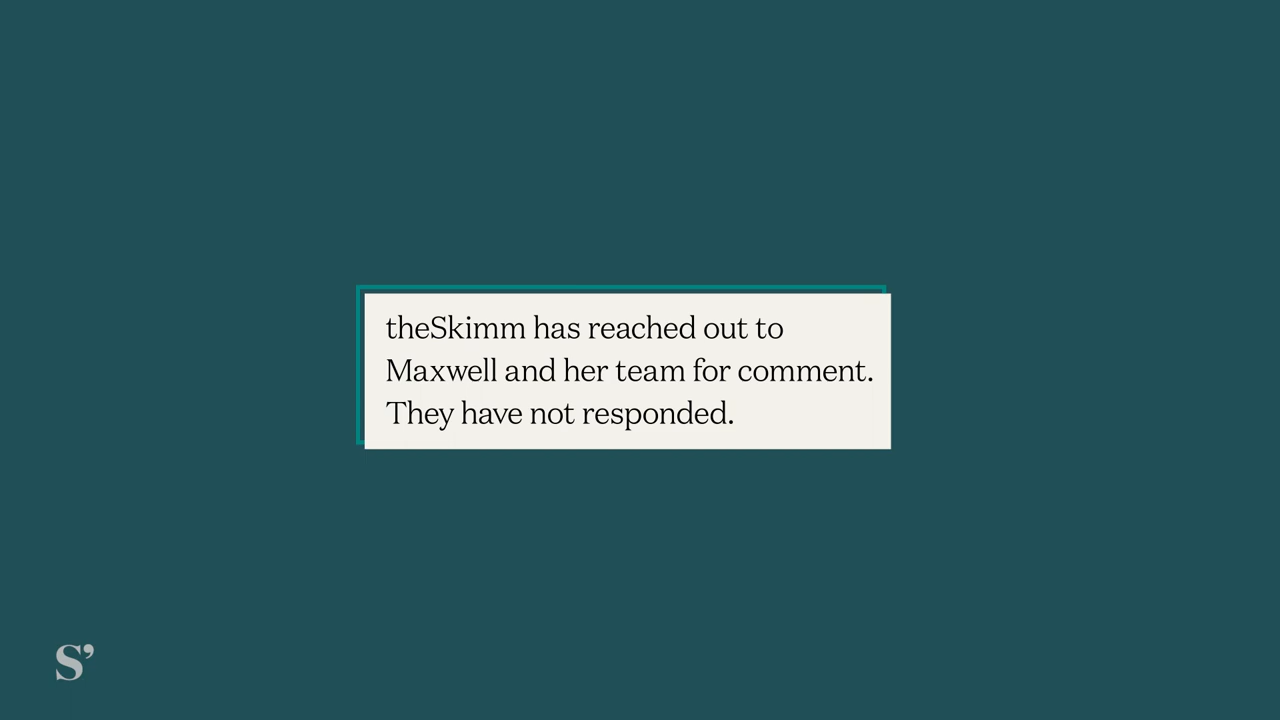 theSkimm has reached out to
Maxwell and her team for comment.
They have not responded.
S’